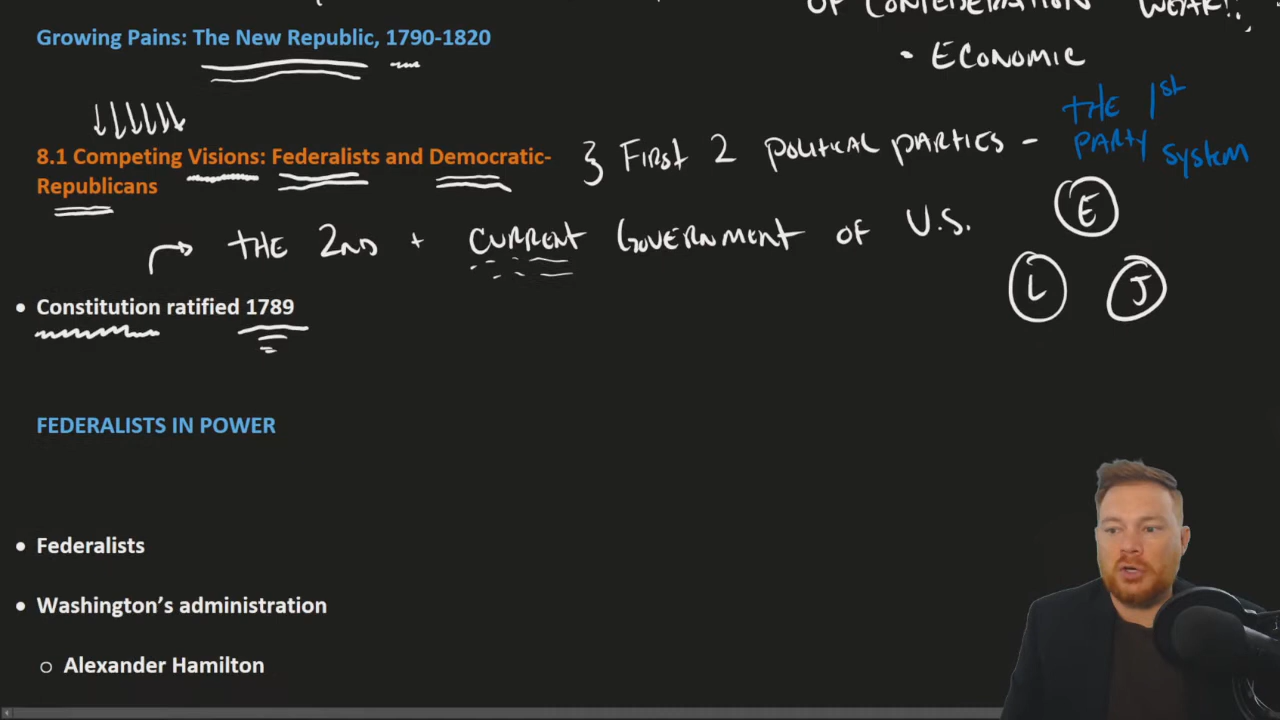 OF CONFEDERATION WEAK!!
Growing Pains: The New Republic, 1790-1820
• ECONOMIC
THE 1st
PARTY System
8.1 Competing Visions: Federalists and Democratic-
Republicans
} FIRST 2 POLITICAL PARTIES -
E
→ THE 2ND + CURRENT GOVERNMENT OF U.S.
L J
• Constitution ratified 1789
FEDERALISTS IN POWER
• Federalists
• Washington's administration
○ Alexander Hamilton